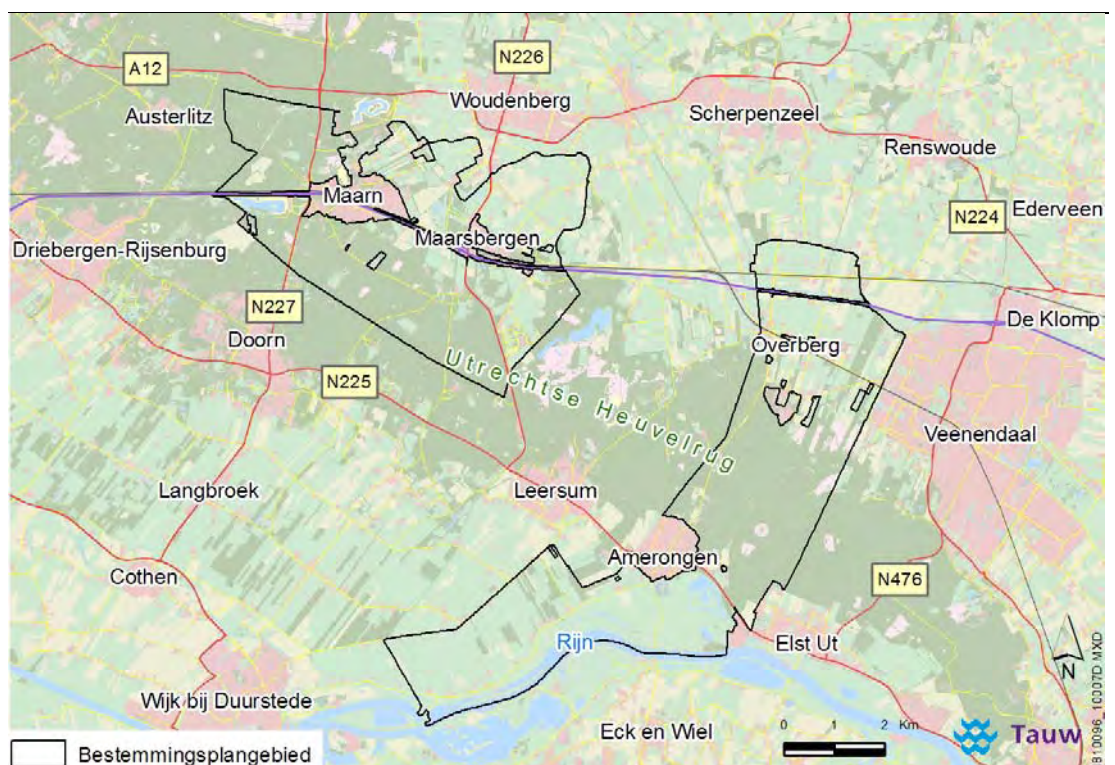 N226
A12
Woudenberg
Austerlitz
Scherpenzeel
Renswoude
Maarn
N224
Ederveen
Maarsbergen
Driebergen-Rijsenburg
N227
De Klomp
Doorn
Overberg
N225
Utrechtse Heuvelrug
Veenendaal
Langbroek
Leersum
Amerongen
Cothen
N476
Rijn
Elst Ut
N
Wijk bij Duurstede
0 1 2 Km
Eck en Wiel
Tauw
Bestemmingsplangebied
810096_10007D.MXD